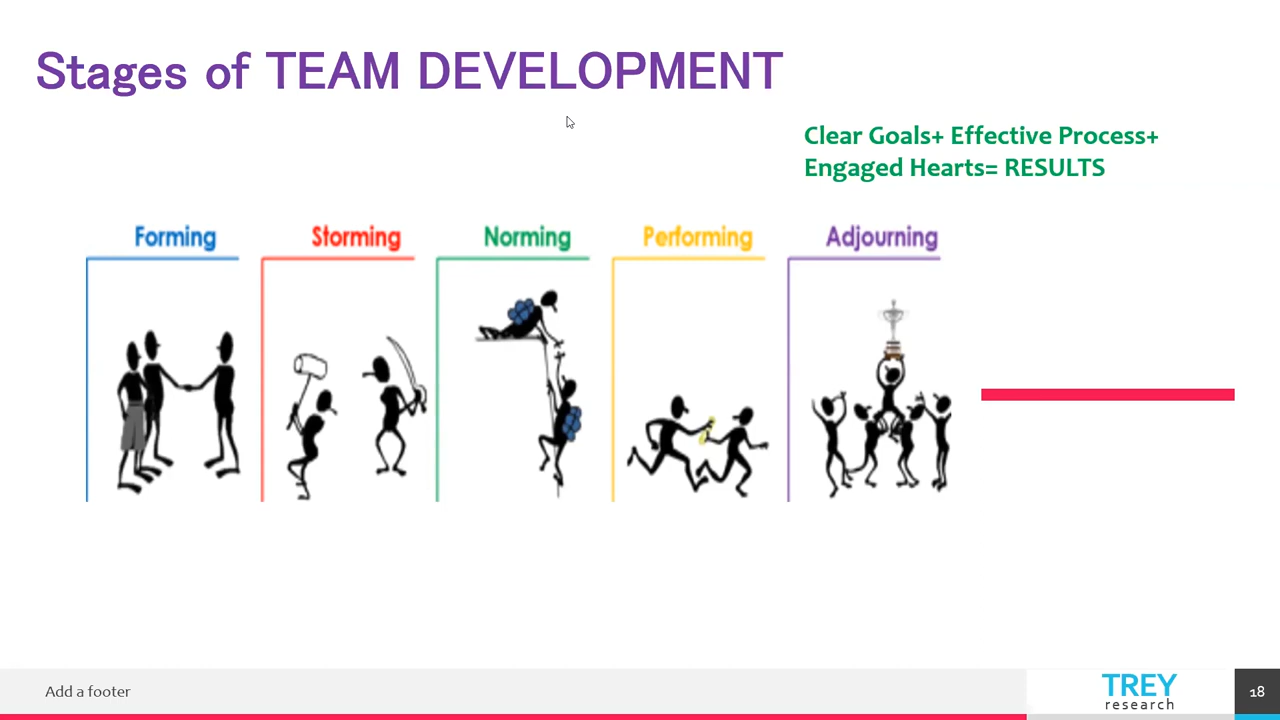 Stages of TEAM DEVELOPMENT
Clear Goals+ Effective Process+
Engaged Hearts= RESULTS
Forming Storming Norming Performing Adjourning
Add a footer
TREY
research
18